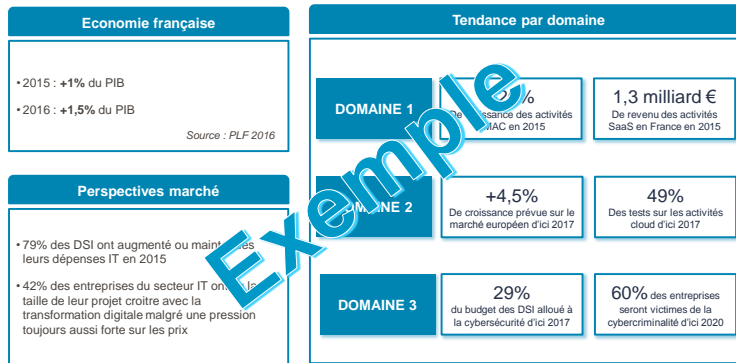 Economie française
• 2015 : +1% du PIB
• 2016 : +1,5% du PIB
Source : PLF 2016
Perspectives marché
• 79% des DSI ont augmenté ou
leurs dépenses IT en 2015
• 42% des entreprises du secteur IT
taille de leur projet croitre avec la
transformation digitale malgré une pression
toujours aussi forte sur les prix
Tendance par domaine
DOMAINE 1
%
des activités
en 2015
1,3 milliard €
De revenu des activités
SaaS en France en 2015
DOMAINE 2
+4,5%
De croissance prévue sur le
marché européen d'ici 2017
49%
Des tests sur les activités
cloud d'ici 2017
DOMAINE 3
29%
du budget des DSI alloué à
la cybersécurité d'ici 2017
60% des entreprises
seront victimes de la
cybercriminalité d'ici 2020
Exemple